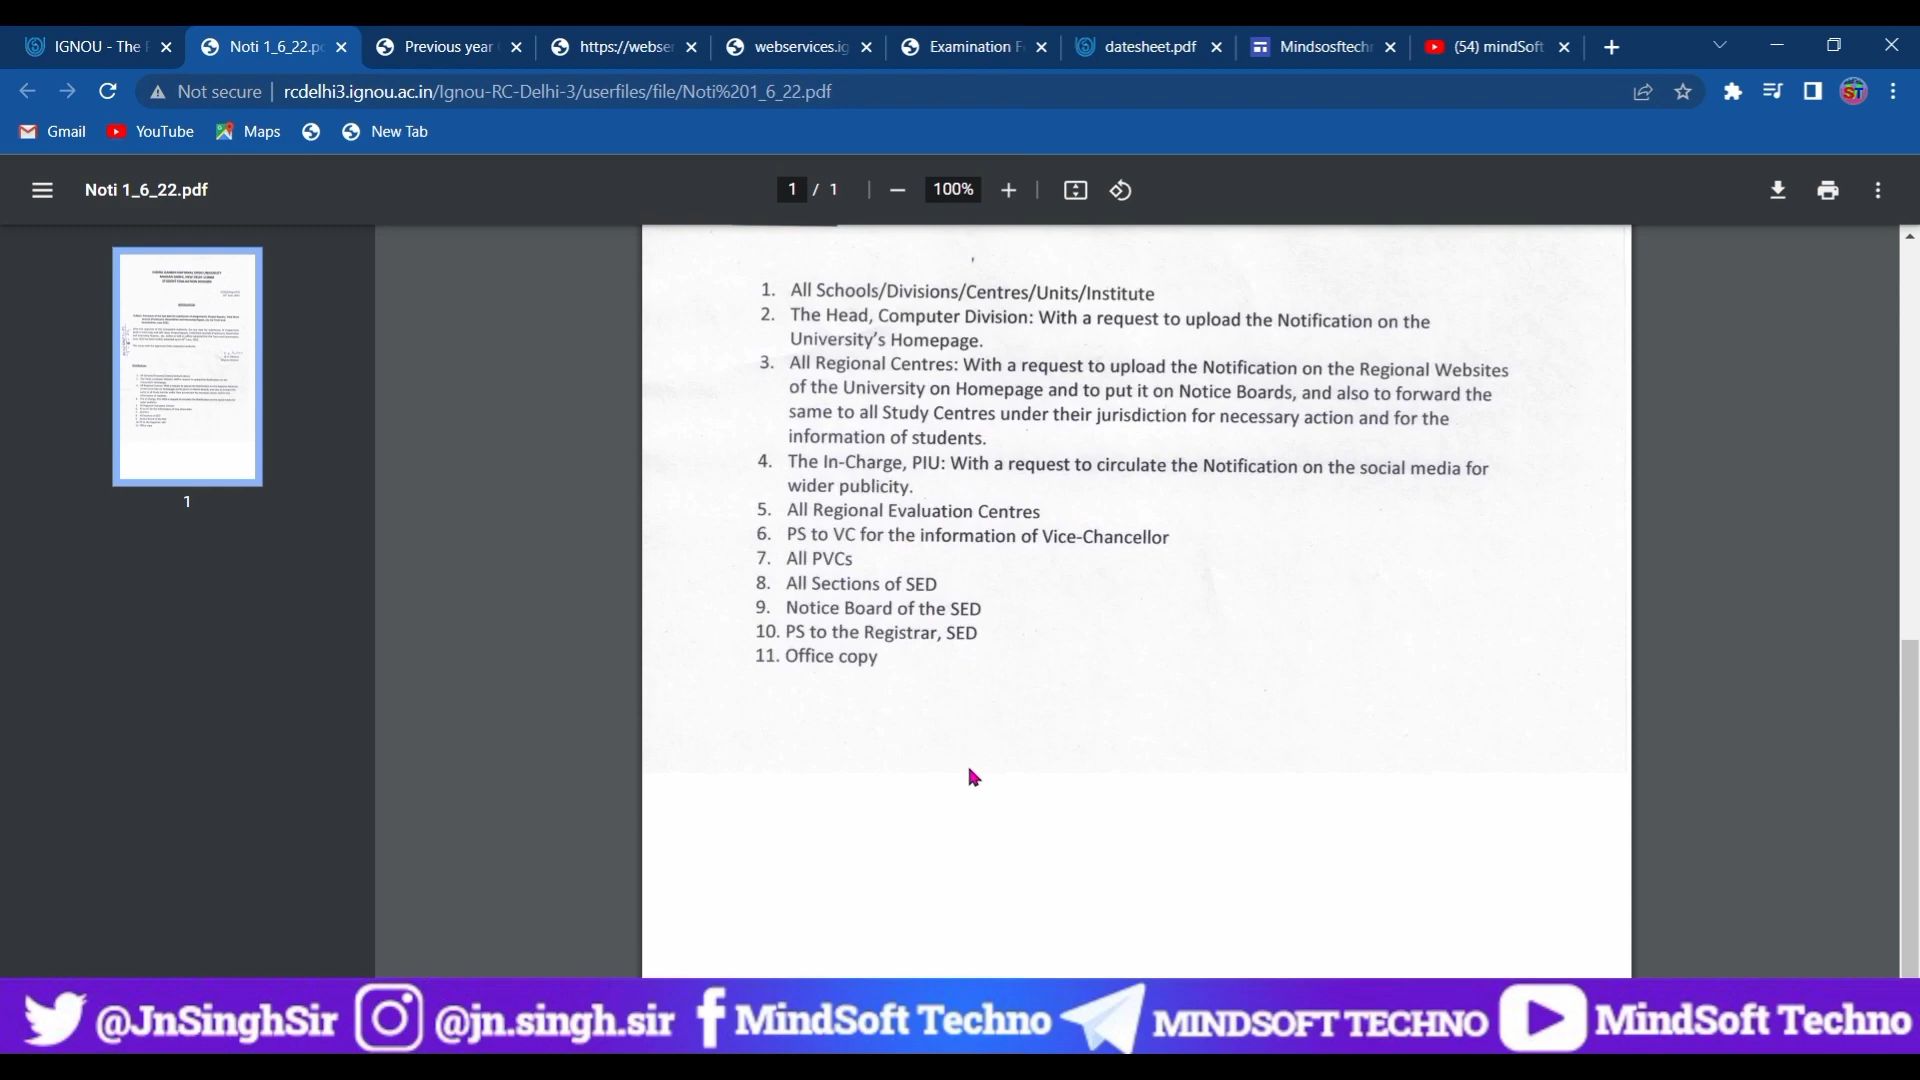 IGNOU - The
Noti 1_6_22.p
Previous year
https://webser
webservices.ig
Examination F
datesheet.pdf
Mindsosftech
(54) mindSoft
Not secure
rcdelhi3.ignou.ac.in/Ignou-RC-Delhi-3/userfiles/file/Noti%201_6_22.pdf
ST
Gmail
YouTube
Maps
New Tab
Noti 1_6_22.pdf
1 / 1
100%
1. All Schools/Divisions/Centres/Units/Institute
2. The Head, Computer Division: With a request to upload the Notification on the
University's Homepage.
3. All Regional Centres: With a request to upload the Notification on the Regional Websites
of the University on Homepage and to put it on Notice Boards, and also to forward the
same to all Study Centres under their jurisdiction for necessary action and for the
information of students.
4. The In-Charge, PIU: With a request to circulate the Notification on the social media for
wider publicity.
5. All Regional Evaluation Centres
6. PS to VC for the information of Vice-Chancellor
7. All PVCs
8. All Sections of SED
9. Notice Board of the SED
10. PS to the Registrar, SED
11. Office copy
1
@JnSinghSir
@jn.singh.sir
MindSoft Techno
MINDSOFT TECHNO
MindSoft Techno